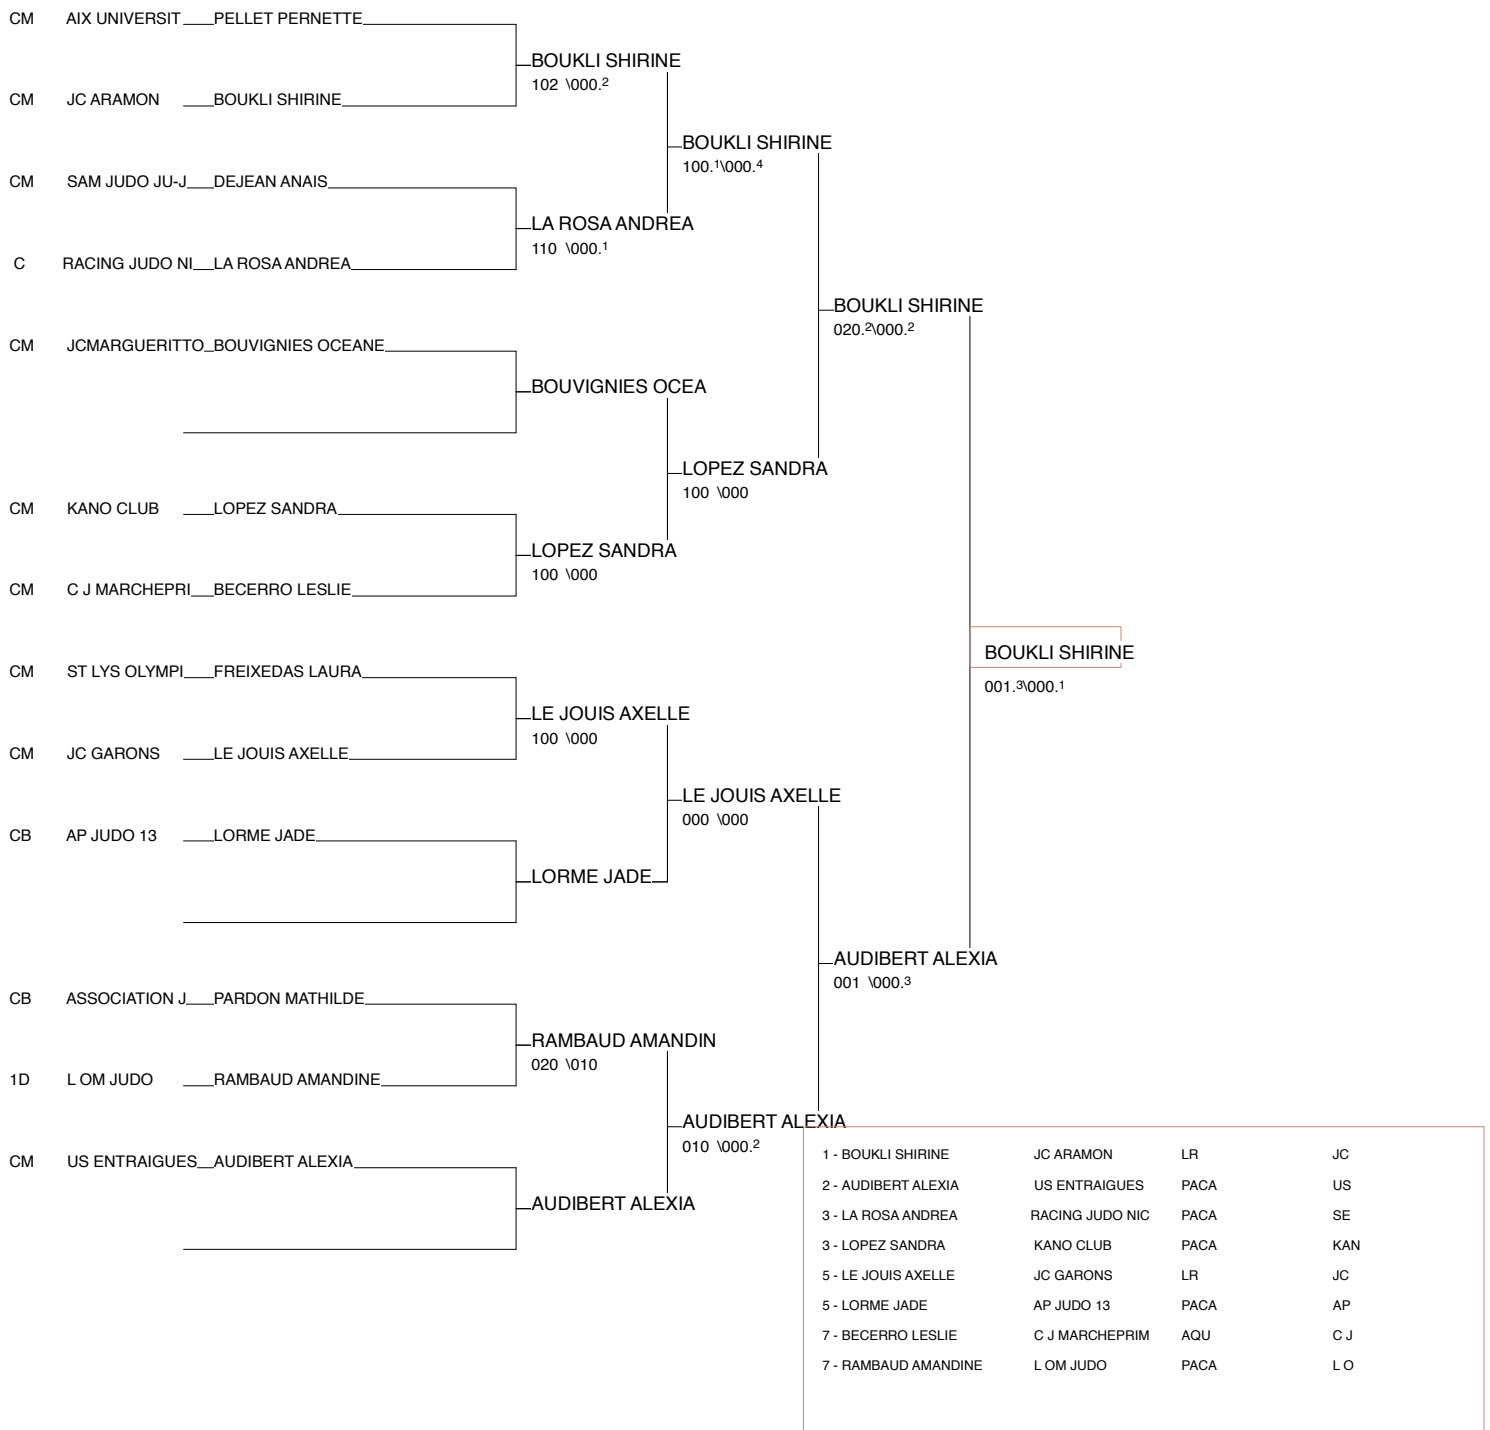 CM AIX UNIVERSIT PELLET PERNETTE
BOUKLI SHIRINE
102 \000.2
CM JC ARAMON BOUKLI SHIRINE
BOUKLI SHIRINE
100.1\000.4
CM SAM JUDO JU-J DEJEAN ANAIS
LA ROSA ANDREA
110 \000.1
C RACING JUDO NI LA ROSA ANDREA
BOUKLI SHIRINE
020.2\000.2
CM JCMARGUERITTO BOUVIGNIES OCEANE
BOUVIGNIES OCEA
LOPEZ SANDRA
100 \000
CM KANO CLUB LOPEZ SANDRA
LOPEZ SANDRA
100 \000
CM C J MARCHEPRI BECERRO LESLIE
BOUKLI SHIRINE
001.3\000.1
CM ST LYS OLYMPI FREIXEDAS LAURA
LE JOUIS AXELLE
100 \000
CM JC GARONS LE JOUIS AXELLE
LE JOUIS AXELLE
000 \000
CB AP JUDO 13 LORME JADE
LORME JADE
AUDIBERT ALEXIA
001 \000.3
CB ASSOCIATION J PARDON MATHILDE
RAMBAUD AMANDIN
020 \010
1D L OM JUDO RAMBAUD AMANDINE
AUDIBERT ALEXIA
010 \000.2
CM US ENTRAIGUES AUDIBERT ALEXIA
AUDIBERT ALEXIA
1 - BOUKLI SHIRINE JC ARAMON LR JC
2 - AUDIBERT ALEXIA US ENTRAIGUES PACA US
3 - LA ROSA ANDREA RACING JUDO NIC PACA SE
3 - LOPEZ SANDRA KANO CLUB PACA KAN
5 - LE JOUIS AXELLE JC GARONS LR JC
5 - LORME JADE AP JUDO 13 PACA AP
7 - BECERRO LESLIE C J MARCHEPRIM AQU C J
7 - RAMBAUD AMANDINE L OM JUDO PACA L O